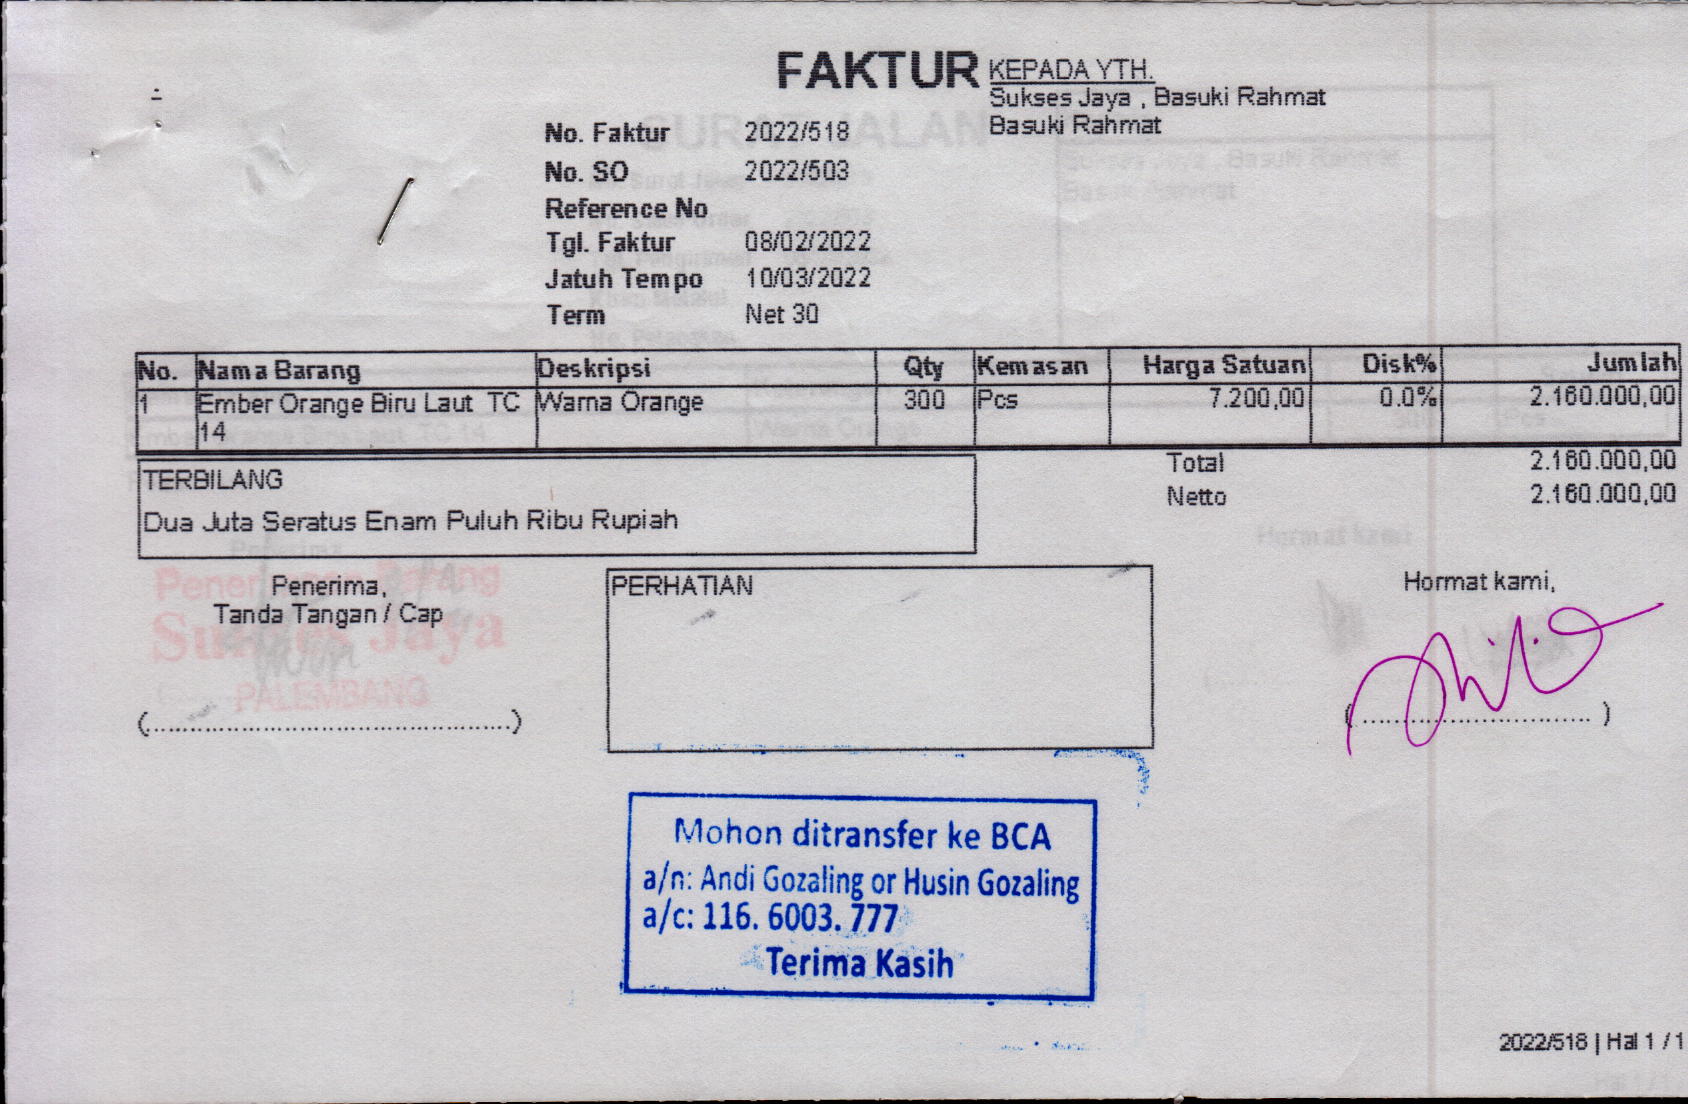 FAKTUR
KEPADA YTH.
Sukses Jaya , Basuki Rahmat
Basuki Rahmat
No. Faktur 2022/518
No. SO 2022/503
Reference No
Tgl. Faktur 08/02/2022
Jatuh Tempo 10/03/2022
Term Net 30
No. Nama Barang Deskripsi Qty Kemasan Harga Satuan Disk% Jumlah
1 Ember Orange Biru Laut TC Warna Orange 300 Pcs 7.200,00 0.0% 2.160.000,00
14
Total 2.160.000,00
Netto 2.160.000,00
TERBILANG
Dua Juta Seratus Enam Puluh Ribu Rupiah
Penerima,
Tanda Tangan / Cap
Sukses Jaya
PALEMBANG
(...............................................)
PERHATIAN
Hormat kami,
( .............................. )
Mohon ditransfer ke BCA
a/n: Andi Gozaling or Husin Gozaling
a/c: 116. 6003. 777
Terima Kasih
2022/518 | Hal 1 / 1